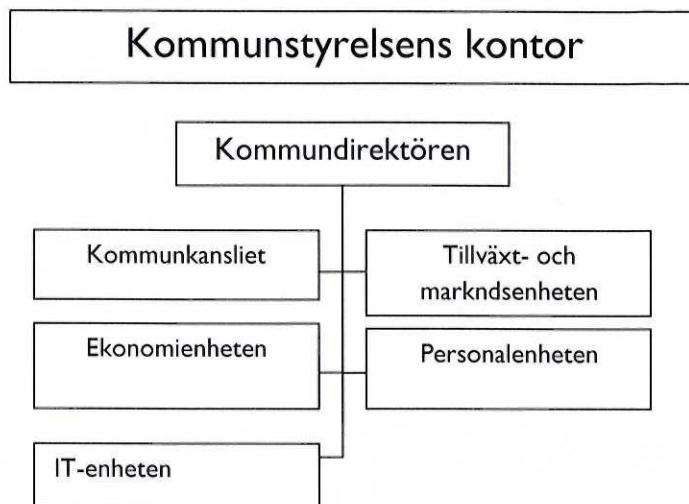 Kommunstyrelsens kontor
Kommundirektören
Kommunkansliet
Tillväxt- och
markndsenheten
Ekonomienheten
Personalenheten
IT-enheten